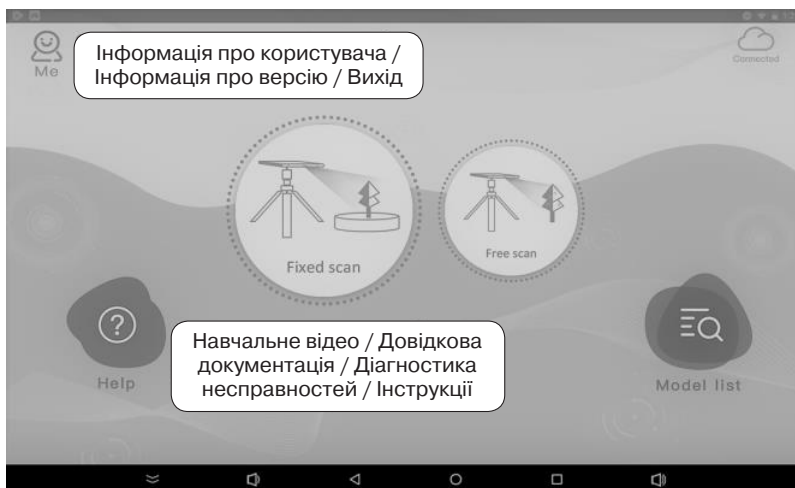 Me
Інформація про користувача /
Інформація про версію / Вихід
Connected
Fixed scan
Free scan
Help
Навчальне відео / Довідкова
документація / Діагностика
несправностей / Інструкції
Model list